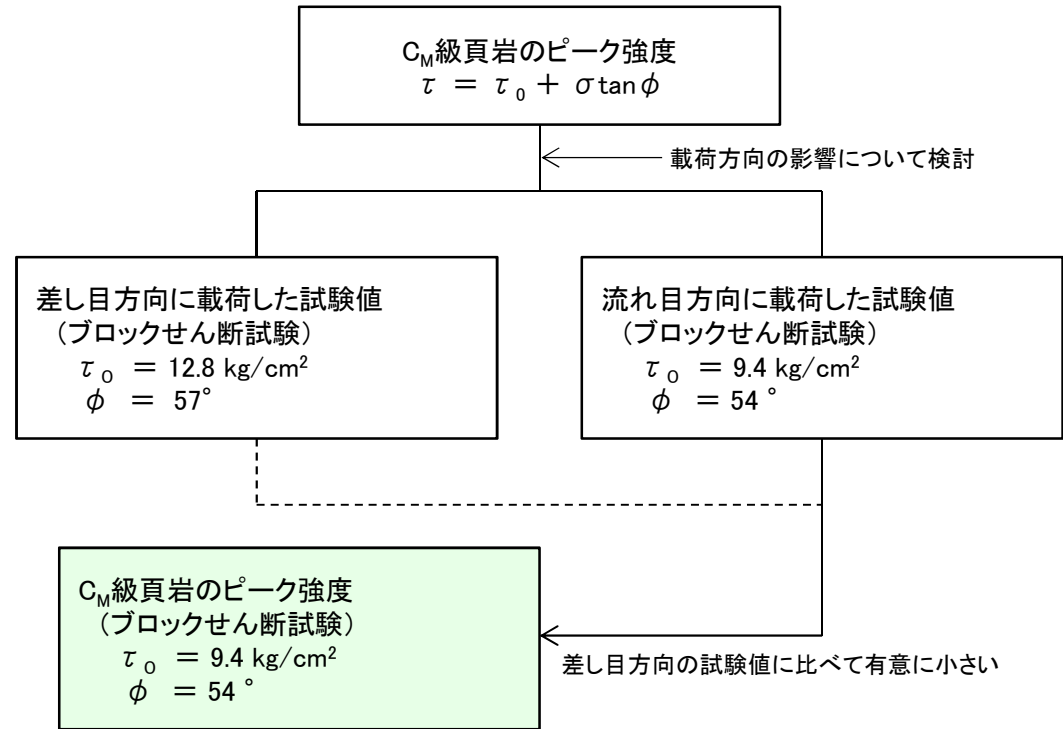 CM級頁岩のピーク強度
τ = τ0 + σtanφ
載荷方向の影響について検討
差し目方向に載荷した試験値
（ブロックせん断試験）
τ0 = 12.8 kg/cm2
φ = 57°
流れ目方向に載荷した試験値
（ブロックせん断試験）
τ0 = 9.4 kg/cm2
φ = 54 °
CM級頁岩のピーク強度
（ブロックせん断試験）
τ0 = 9.4 kg/cm2
φ = 54 °
差し目方向の試験値に比べて有意に小さい